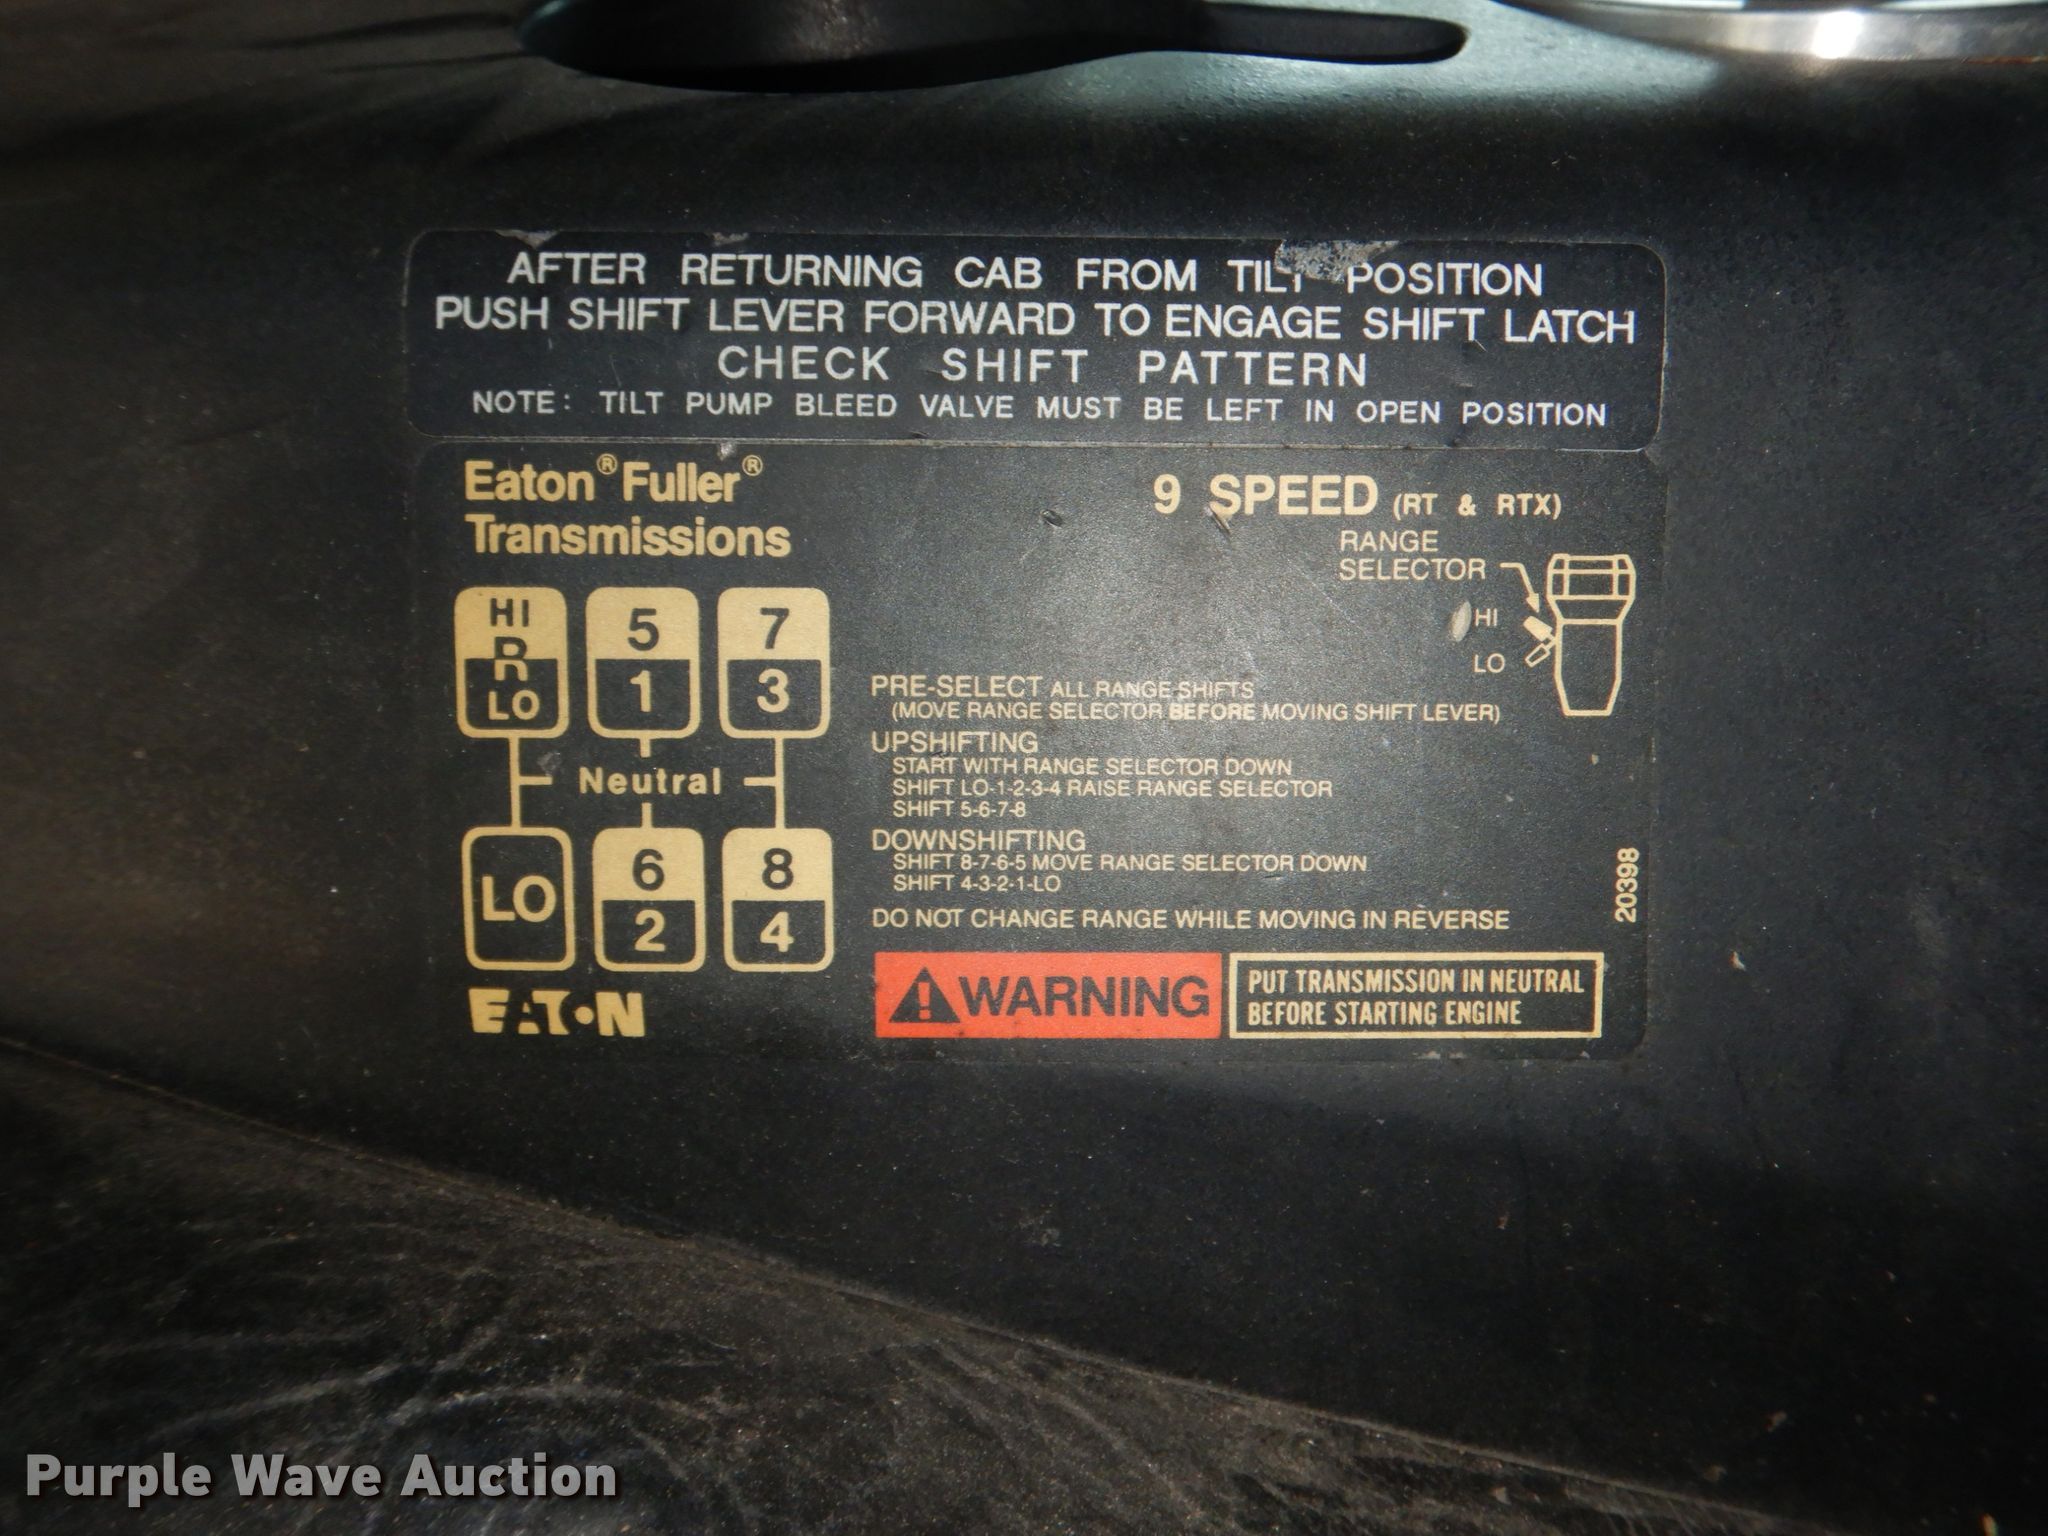 AFTER RETURNING CAB FROM TILT POSITION
PUSH SHIFT LEVER FORWARD TO ENGAGE SHIFT LATCH
CHECK SHIFT PATTERN
NOTE: TILT PUMP BLEED VALVE MUST BE LEFT IN OPEN POSITION
Eaton® Fuller®
Transmissions
9 SPEED (RT & RTX)
RANGE
SELECTOR
HI
LO
HI 5 7
R
LO 1 3
Neutral
6 8
LO 2 4
EATON
PRE-SELECT ALL RANGE SHIFTS
(MOVE RANGE SELECTOR BEFORE MOVING SHIFT LEVER)
UPSHIFTING
START WITH RANGE SELECTOR DOWN
SHIFT LO-1-2-3-4 RAISE RANGE SELECTOR
SHIFT 5-6-7-8
DOWNSHIFTING
SHIFT 8-7-6-5 MOVE RANGE SELECTOR DOWN
SHIFT 4-3-2-1-LO
DO NOT CHANGE RANGE WHILE MOVING IN REVERSE
WARNING
PUT TRANSMISSION IN NEUTRAL
BEFORE STARTING ENGINE
20398
Purple Wave Auction